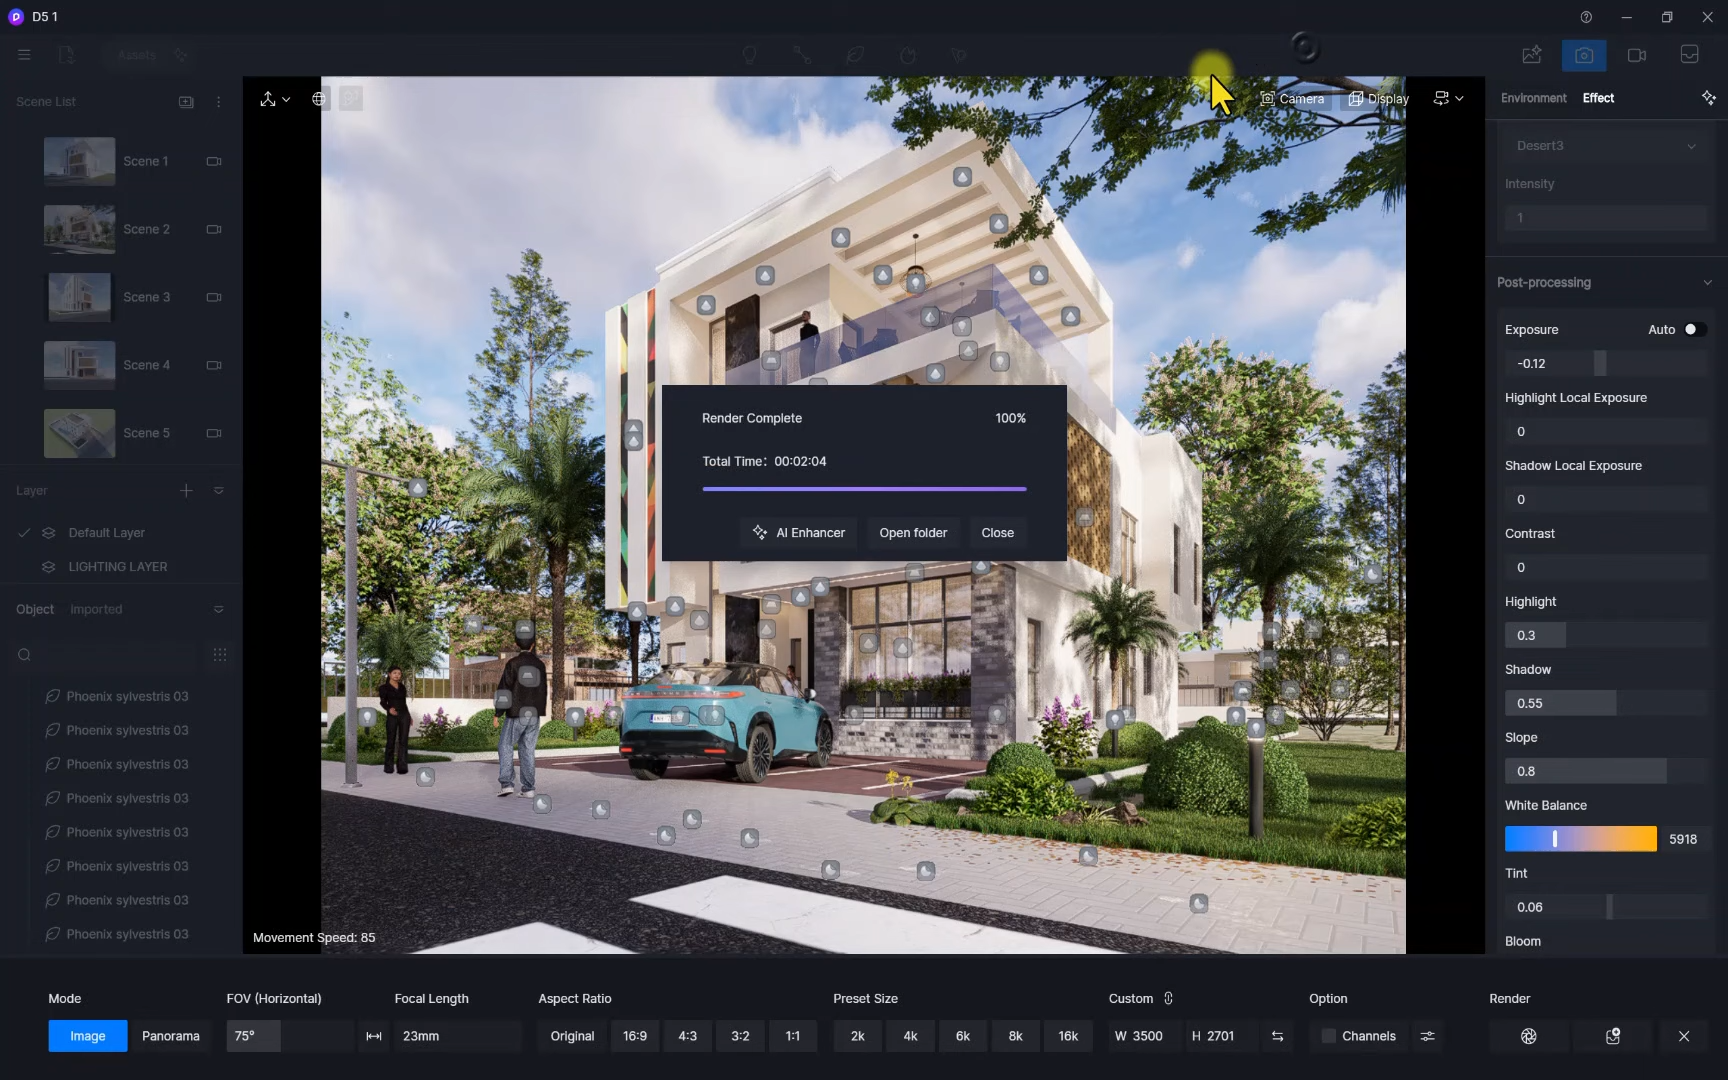 D5 1
Assets
Scene List
Scene 1
Scene 2
Scene 3
Scene 4
Scene 5
Layer
Default Layer
LIGHTING LAYER
Object Imported
Phoenix sylvestris 03
Phoenix sylvestris 03
Phoenix sylvestris 03
Phoenix sylvestris 03
Phoenix sylvestris 03
Phoenix sylvestris 03
Phoenix sylvestris 03
Phoenix sylvestris 03
Camera Display
Render Complete 100%
Total Time: 00:02:04
AI Enhancer Open folder Close
Movement Speed: 85
Environment Effect
Desert3
Intensity
1
Post-processing
Exposure Auto
-0.12
Highlight Local Exposure
0
Shadow Local Exposure
0
Contrast
0
Highlight
0.3
Shadow
0.55
Slope
0.8
White Balance
5918
Tint
0.06
Bloom
Mode FOV (Horizontal) Focal Length Aspect Ratio Preset Size Custom Option Render
Image Panorama 75° 23mm Original 16:9 4:3 3:2 1:1 2k 4k 6k 8k 16k W 3500 H 2701 Channels